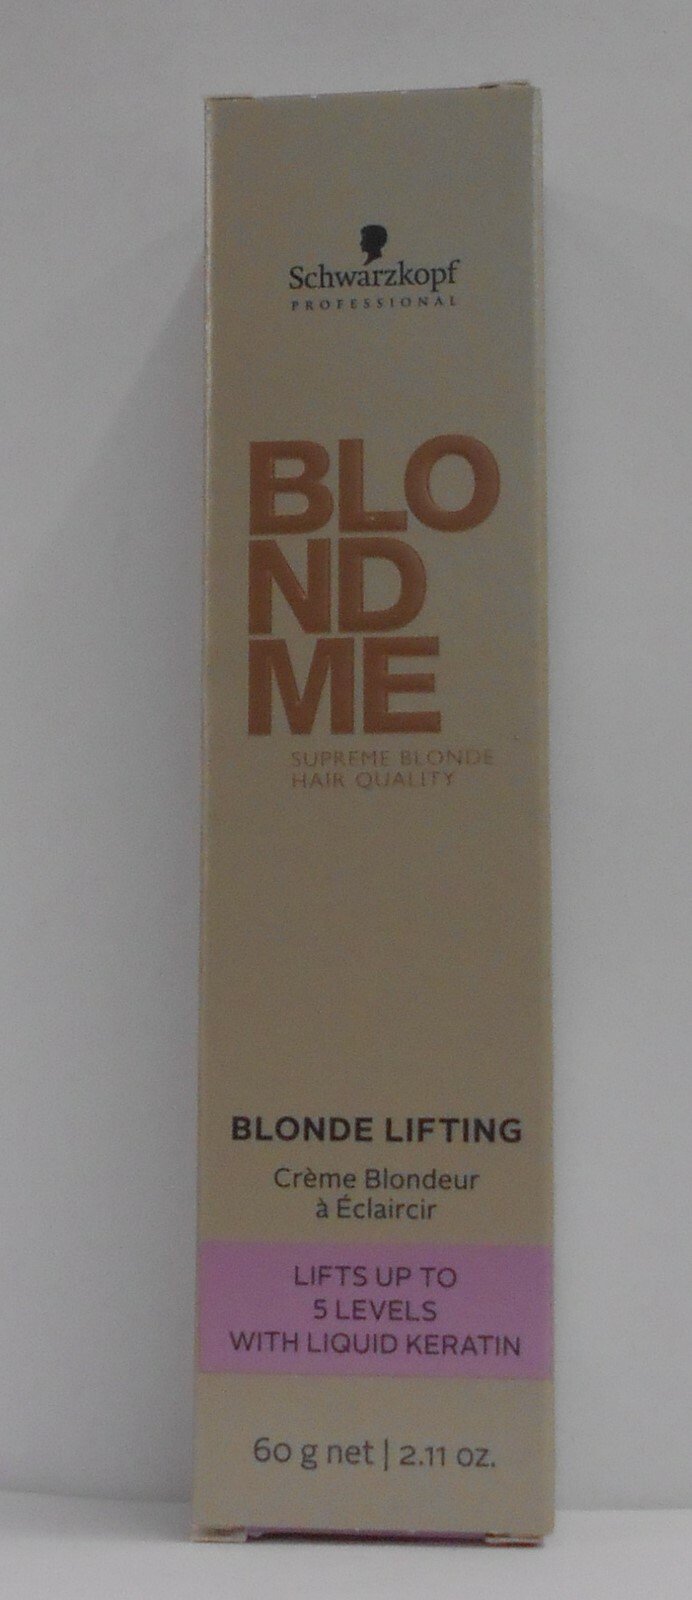 Schwarzkopf
PROFESSIONAL
BLO
ND
ME
SUPREME BLONDE
HAIR QUALITY
BLONDE LIFTING
Crème Blondeur
à Éclaircir
LIFTS UP TO
5 LEVELS
WITH LIQUID KERATIN
60 g net | 2.11 oz.